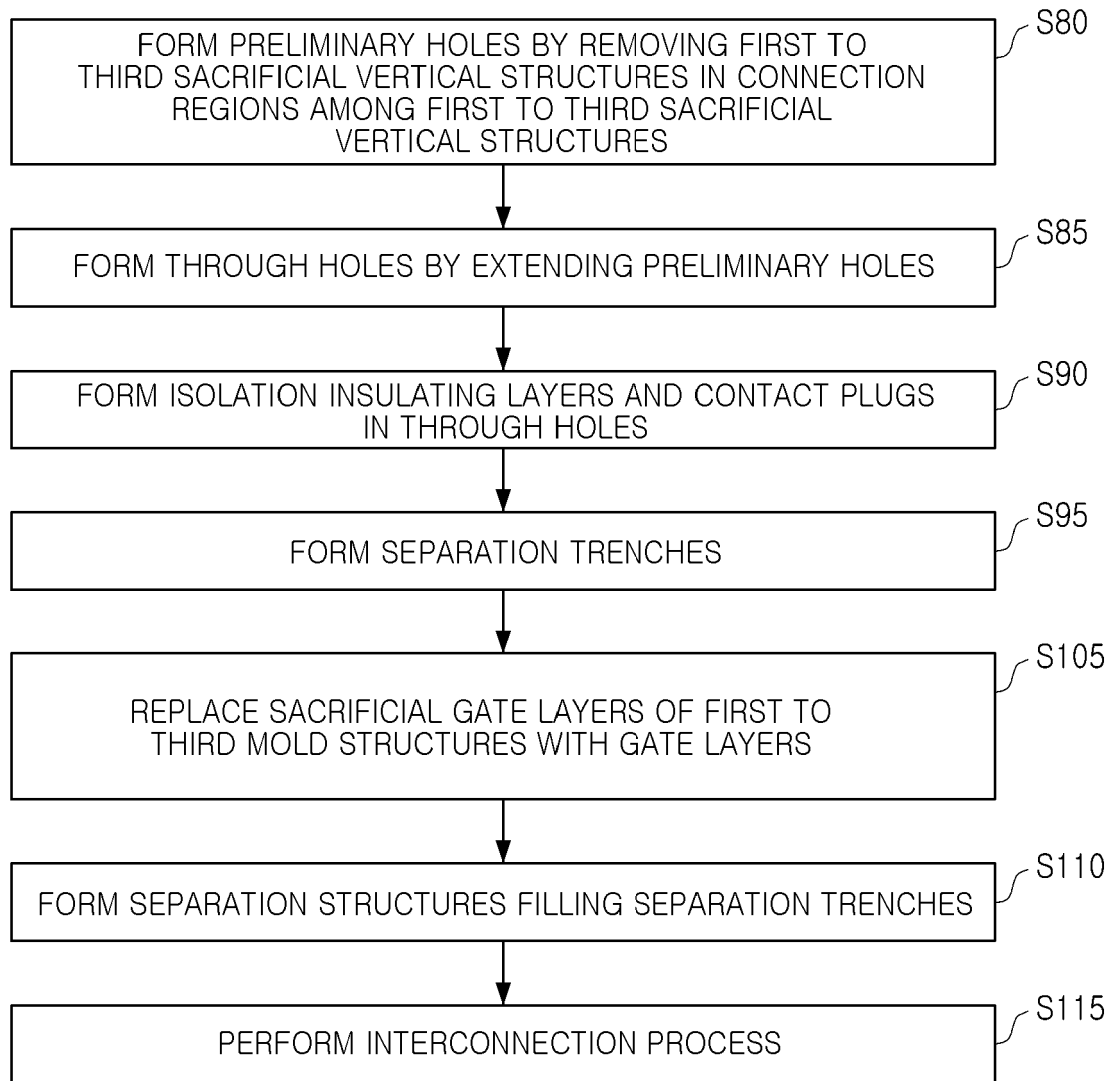 S80
FORM PRELIMINARY HOLES BY REMOVING FIRST TO
THIRD SACRIFICIAL VERTICAL STRUCTURES IN CONNECTION
REGIONS AMONG FIRST TO THIRD SACRIFICIAL
VERTICAL STRUCTURES
S85
FORM THROUGH HOLES BY EXTENDING PRELIMINARY HOLES
S90
FORM ISOLATION INSULATING LAYERS AND CONTACT PLUGS
IN THROUGH HOLES
S95
FORM SEPARATION TRENCHES
S105
REPLACE SACRIFICIAL GATE LAYERS OF FIRST TO
THIRD MOLD STRUCTURES WITH GATE LAYERS
S110
FORM SEPARATION STRUCTURES FILLING SEPARATION TRENCHES
S115
PERFORM INTERCONNECTION PROCESS